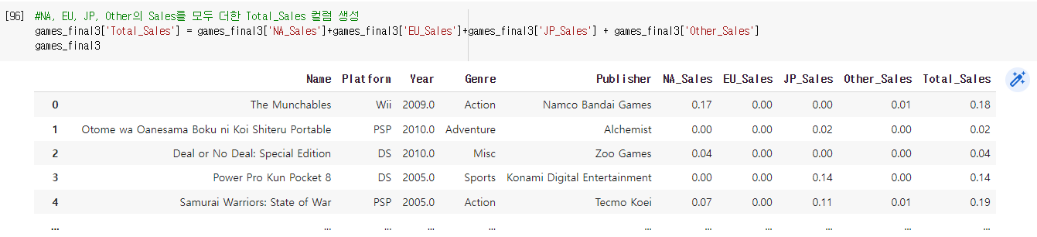 [96] #NA, EU, JP, Other의 Sales를 모두 더한 Total_Sales 컬럼 생성
games_final3['Total_Sales'] = games_final3['NA_Sales']+games_final3['EU_Sales']+games_final3['JP_Sales'] + games_final3['Other_Sales']
games_final3
Name Platform Year Genre Publisher NA_Sales EU_Sales JP_Sales Other_Sales Total_Sales
0 The Munchables Wii 2009.0 Action Namco Bandai Games 0.17 0.00 0.00 0.01 0.18
1 Otome wa Oanesama Boku ni Koi Shiteru Portable PSP 2010.0 Adventure Alchemist 0.00 0.00 0.02 0.00 0.02
2 Deal or No Deal: Special Edition DS 2010.0 Misc Zoo Games 0.04 0.00 0.00 0.00 0.04
3 Power Pro Kun Pocket 8 DS 2005.0 Sports Konami Digital Entertainment 0.00 0.00 0.14 0.00 0.14
4 Samurai Warriors: State of War PSP 2005.0 Action Tecmo Koei 0.07 0.00 0.11 0.01 0.19
... ... ... ... ... ... ... ... ... ... ...